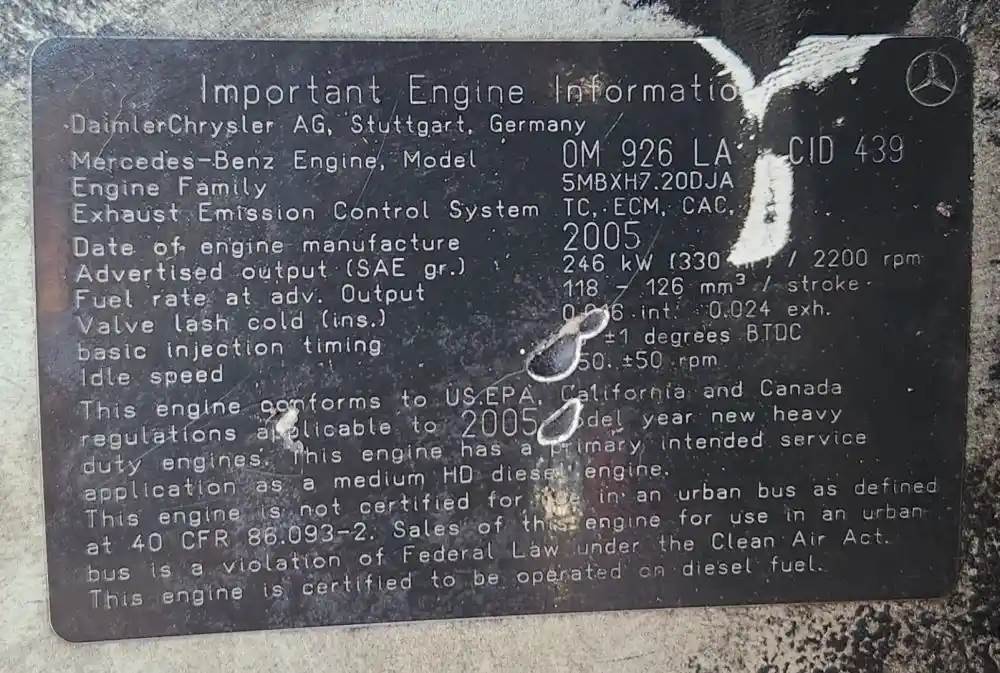 Important Engine Informatio
DaimlerChrysler AG, Stuttgart, Germany
Mercedes-Benz Engine, Model OM 926 LA CID 439
Engine Family 5MBXH7.20DJA
Exhaust Emission Control System TC, ECM, CAC,
Date of engine manufacture 2005
Advertised output (SAE gr.) 246 kW (330 / 2200 rpm
Fuel rate at adv. Output 118 - 126 mm³ / stroke
Valve lash cold (ins.) int. 0.024 exh.
basic injection timing ±1 degrees BTDC
Idle speed ±50 rpm
This engine conforms to US.EPA, California and Canada
regulations applicable to 2005 model year new heavy
duty engines. This engine has a primary intended service
application as a medium HD diesel engine.
This engine is not certified for in an urban bus as defined
at 40 CFR 86.093-2. Sales of this engine for use in an urban
bus is a violation of Federal Law under the Clean Air Act.
This engine is certified to be operated on diesel fuel.